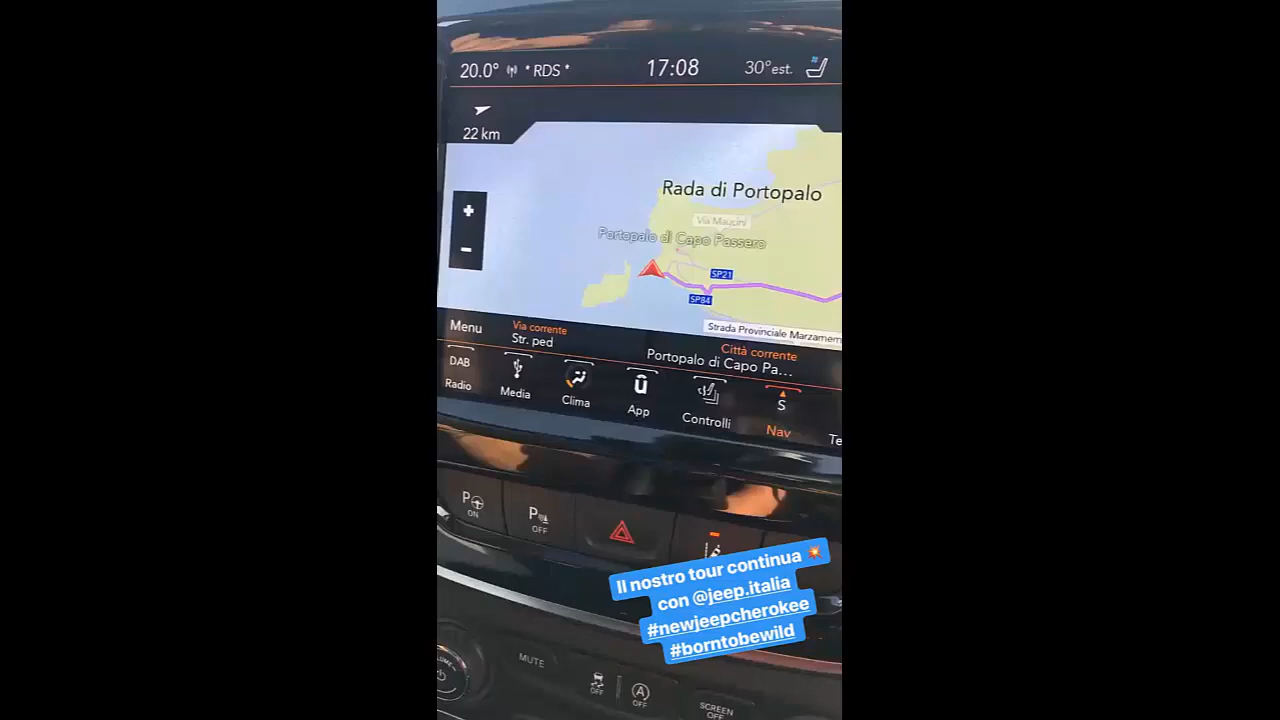 20.0° * RDS * 17:08 30°est.
22 km
Rada di Portopalo
Via Maucini
Portopalo di Capo Passero
SP21
SP84
Strada Provinciale Marzamem
Menu
Via corrente
Str. ped
Città corrente
Portopalo di Capo Pa...
DAB
Radio
Media
Clima
App
Controlli
S
Nav
Te
P
ON
P
OFF
Il nostro tour continua 💥
con @jeep.italia
#newjeepcherokee
#borntobewild
MUTE
OFF
A
OFF
SCREEN
OFF